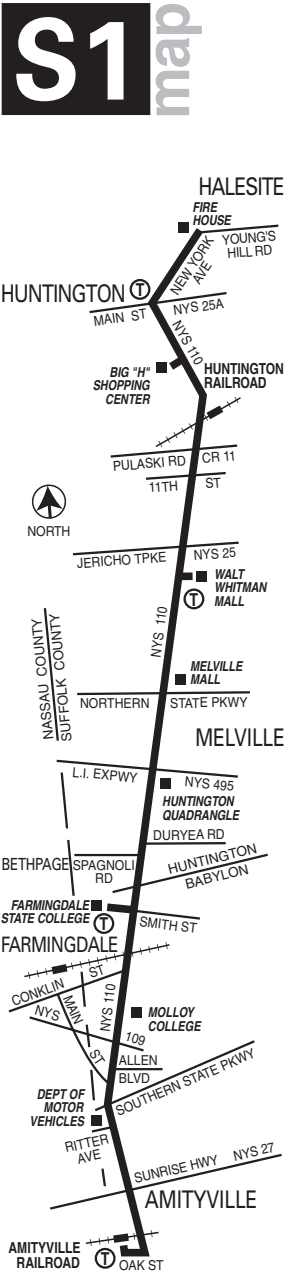 S1 map
HALESITE
FIRE
HOUSE
YOUNG'S
HILL RD
NEW YORK
AVE
HUNTINGTON T
MAIN ST
NYS 25A
NYS 110
BIG "H"
SHOPPING
CENTER
HUNTINGTON
RAILROAD
PULASKI RD CR 11
11TH ST
NORTH
JERICHO TPKE NYS 25
WALT
WHITMAN
MALL
T
NYS 110
NASSAU COUNTY
SUFFOLK COUNTY
MELVILLE
MALL
NORTHERN STATE PKWY
MELVILLE
L.I. EXPWY NYS 495
HUNTINGTON
QUADRANGLE
DURYEA RD
BETHPAGE
SPAGNOLI
RD
HUNTINGTON
BABYLON
FARMINGDALE
STATE COLLEGE
T
SMITH ST
FARMINGDALE
CONKLIN ST
NYS 109
MAIN ST
NYS 110
MOLLOY
COLLEGE
ALLEN
BLVD
SOUTHERN STATE PKWY
DEPT OF
MOTOR
VEHICLES
RITTER
AVE
SUNRISE HWY NYS 27
AMITYVILLE
AMITYVILLE
RAILROAD
T
OAK ST